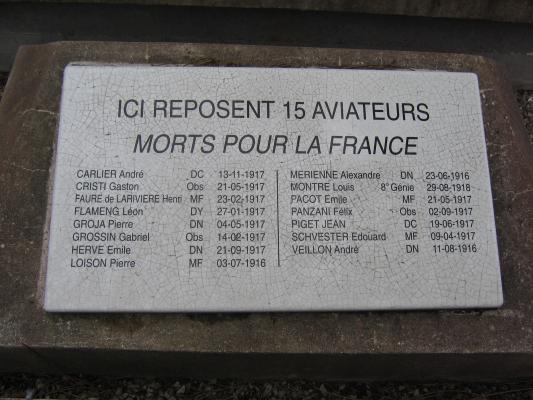 ICI REPOSENT 15 AVIATEURS
MORTS POUR LA FRANCE
CARLIER André DC 13-11-1917
CRISTI Gaston Obs 21-05-1917
FAURE de LARIVIERE Henri MF 23-02-1917
FLAMENG Léon DY 27-01-1917
GROJA Pierre DN 04-05-1917
GROSSIN Gabriel Obs 14-02-1917
HERVE Emile DN 21-09-1917
LOISON Pierre MF 03-07-1916
MERIENNE Alexandre DN 23-06-1916
MONTRE Louis 8° Génie 29-08-1918
PACOT Emile MF 21-05-1917
PANZANI Félix Obs 02-09-1917
PIGET JEAN DC 19-06-1917
SCHVESTER Edouard MF 09-04-1917
VEILLON André DN 11-08-1916